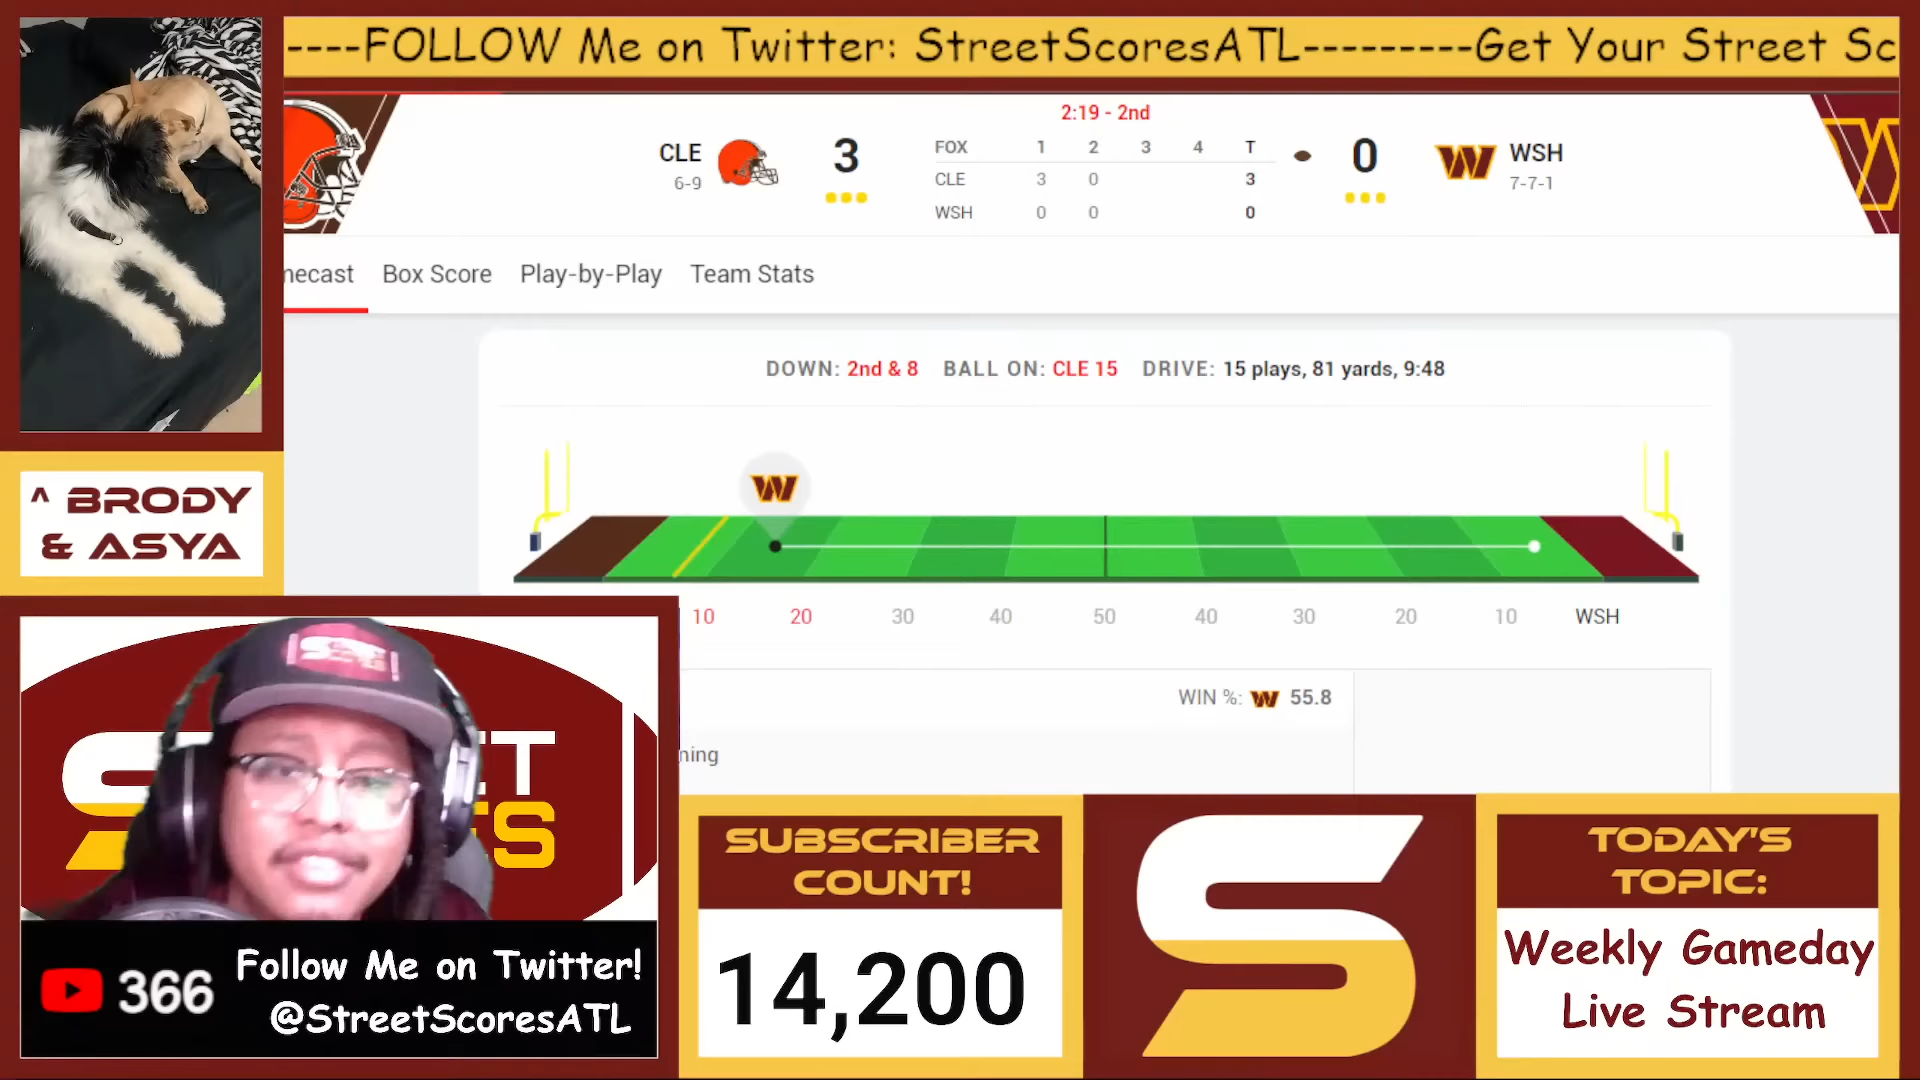 ----FOLLOW Me on Twitter: StreetScoresATL---------Get Your Street Sc
2:19 - 2nd
CLE 3 FOX 1 2 3 4 T 0 WSH
6-9 CLE 3 0 3 7-7-1
WSH 0 0 0
necast Box Score Play-by-Play Team Stats
DOWN: 2nd & 8 BALL ON: CLE 15 DRIVE: 15 plays, 81 yards, 9:48
W
^ BRODY
& ASYA
10 20 30 40 50 40 30 20 10 WSH
WIN %: W 55.8
ning
ET
ES
SUBSCRIBER
COUNT!
14,200
S
TODAY'S
TOPIC:
Weekly Gameday
Live Stream
366
Follow Me on Twitter!
@StreetScoresATL